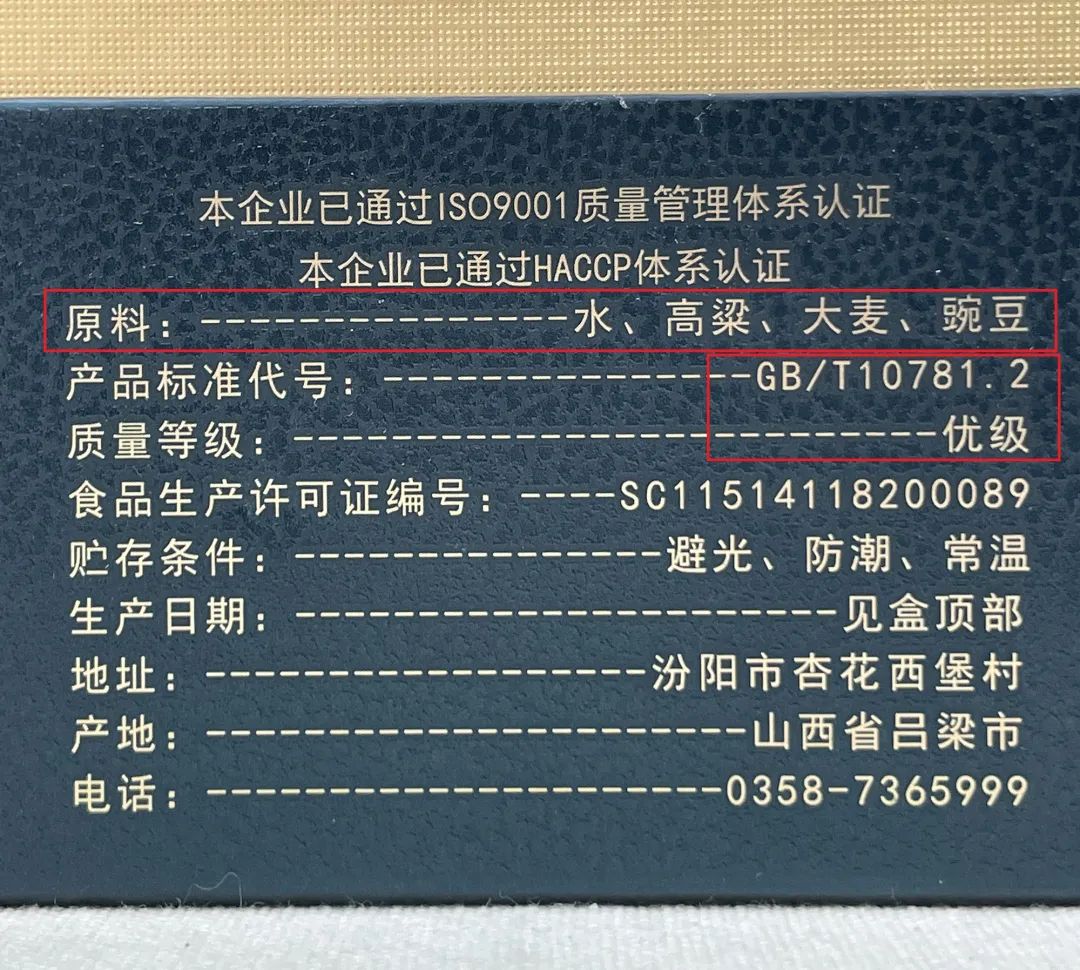 本企业已通过ISO9001质量管理体系认证
本企业已通过HACCP体系认证
原料：----------------水、高粱、大麦、豌豆
产品标准代号：----------------GB/T10781.2
质量等级：----------------------------优级
食品生产许可证编号：----SC11514118200089
贮存条件：----------------避光、防潮、常温
生产日期：------------------------见盒顶部
地址：-------------------汾阳市杏花西堡村
产地：------------------------山西省吕梁市
电话：-----------------------0358-7365999